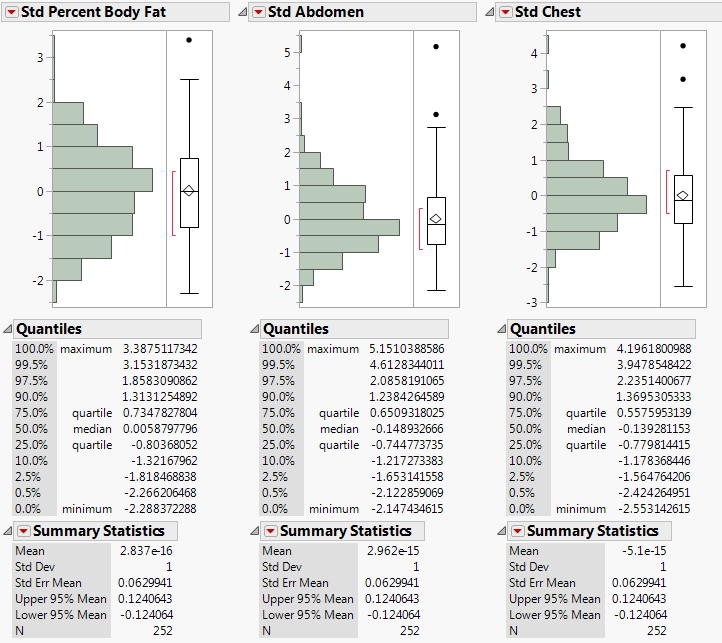 Std Percent Body Fat
3
2
1
0
-1
-2
Quantiles
100.0% maximum 3.3875117342
99.5% 3.1531873432
97.5% 1.8583090862
90.0% 1.3131254892
75.0% quartile 0.7347827804
50.0% median 0.0058797796
25.0% quartile -0.80368052
10.0% -1.32167962
2.5% -1.818468838
0.5% -2.266206468
0.0% minimum -2.288372288
Summary Statistics
Mean 2.837e-16
Std Dev 1
Std Err Mean 0.0629941
Upper 95% Mean 0.1240643
Lower 95% Mean -0.124064
N 252
Std Abdomen
5
4
3
2
1
0
-1
-2
Quantiles
100.0% maximum 5.1510388586
99.5% 4.6128344011
97.5% 2.0858191065
90.0% 1.2384264589
75.0% quartile 0.6509318025
50.0% median -0.148932666
25.0% quartile -0.744773735
10.0% -1.217273383
2.5% -1.653141558
0.5% -2.122859069
0.0% minimum -2.147434615
Summary Statistics
Mean 2.962e-15
Std Dev 1
Std Err Mean 0.0629941
Upper 95% Mean 0.1240643
Lower 95% Mean -0.124064
N 252
Std Chest
4
3
2
1
0
-1
-2
-3
Quantiles
100.0% maximum 4.1961800988
99.5% 3.9478548422
97.5% 2.2351400677
90.0% 1.3695305333
75.0% quartile 0.5575953139
50.0% median -0.139281153
25.0% quartile -0.779814415
10.0% -1.178368446
2.5% -1.564764206
0.5% -2.424264951
0.0% minimum -2.553142615
Summary Statistics
Mean -5.1e-15
Std Dev 1
Std Err Mean 0.0629941
Upper 95% Mean 0.1240643
Lower 95% Mean -0.124064
N 252